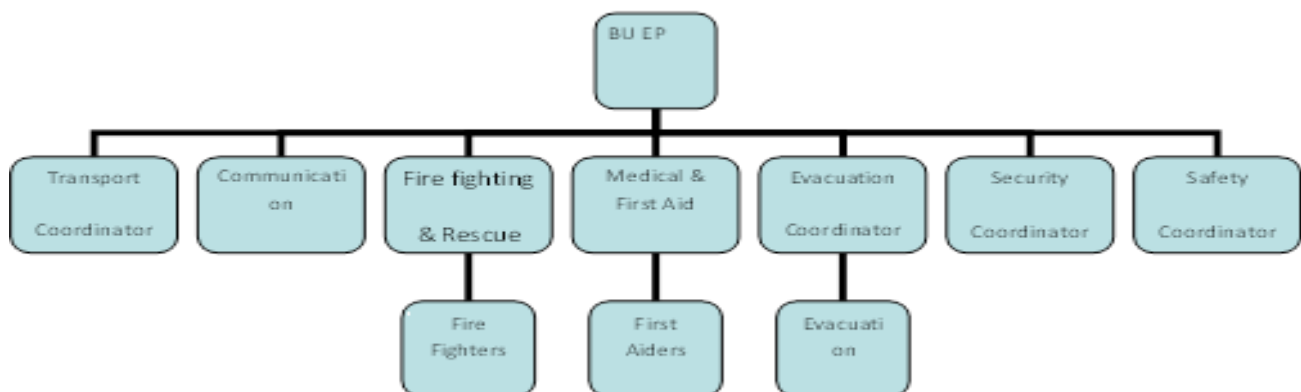 BU EP
Transport
Coordinator
Communicati
on
Fire fighting
& Rescue
Medical &
First Aid
Evacuation
Coordinator
Security
Coordinator
Safety
Coordinator
Fire
Fighters
First
Aiders
Evacuati
on